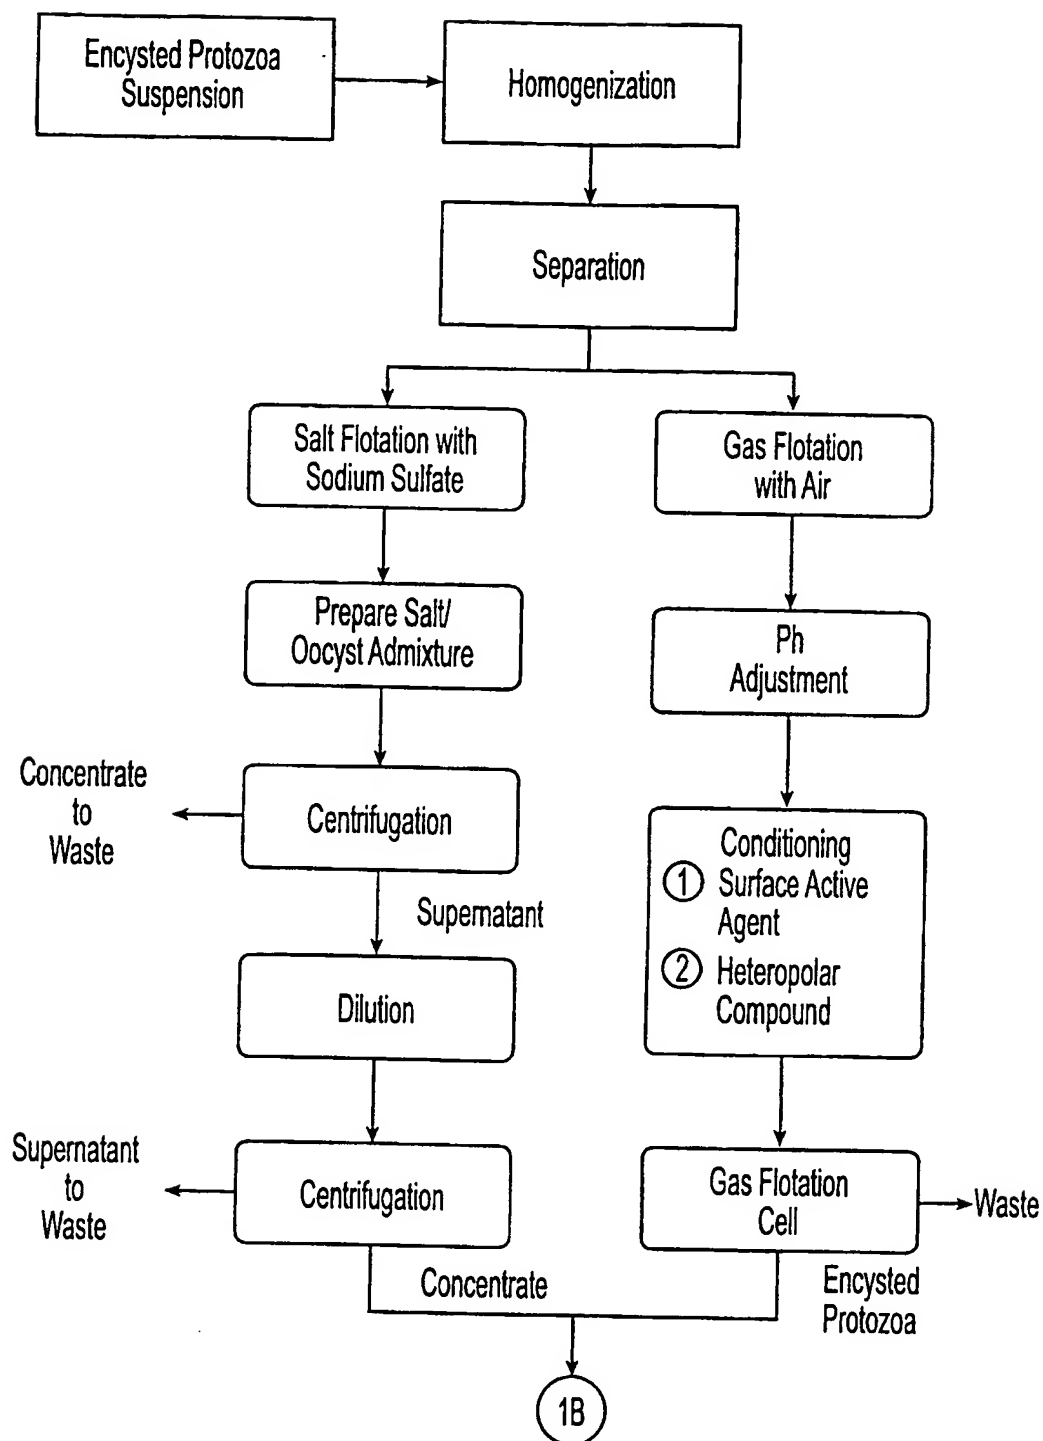 Encysted Protozoa
Suspension
Homogenization
Separation
Salt Flotation with
Sodium Sulfate
Gas Flotation
with Air
Prepare Salt/
Oocyst Admixture
Ph
Adjustment
Concentrate
to
Waste
Centrifugation
Supernatant
Conditioning
1 Surface Active
Agent
2 Heteropolar
Compound
Dilution
Supernatant
to
Waste
Centrifugation
Gas Flotation
Cell
Waste
Concentrate
Encysted
Protozoa
1B